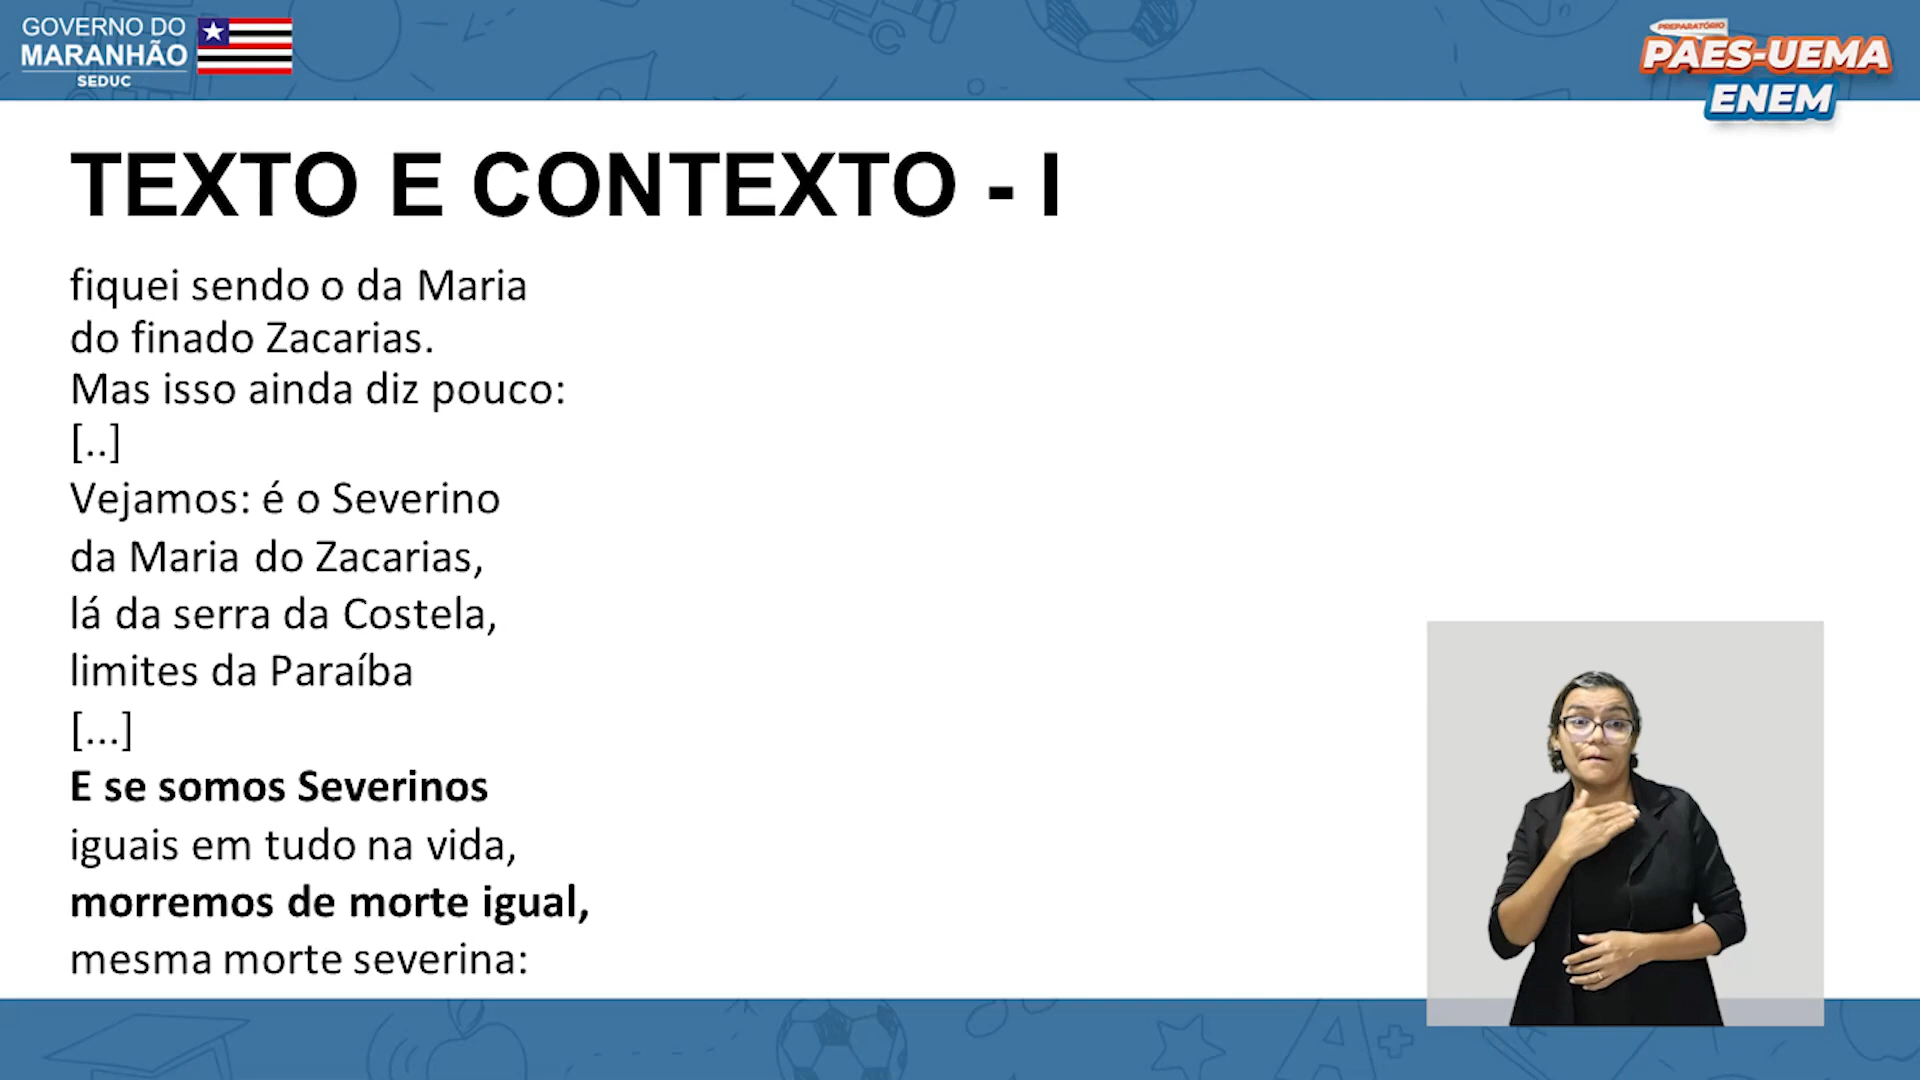 GOVERNO DO
MARANHÃO
SEDUC
PREPARATÓRIO
PAES-UEMA
ENEM
TEXTO E CONTEXTO - I
fiquei sendo o da Maria
do finado Zacarias.
Mas isso ainda diz pouco:
[..]
Vejamos: é o Severino
da Maria do Zacarias,
lá da serra da Costela,
limites da Paraíba
[...]
E se somos Severinos
iguais em tudo na vida,
morremos de morte igual,
mesma morte severina:
A+